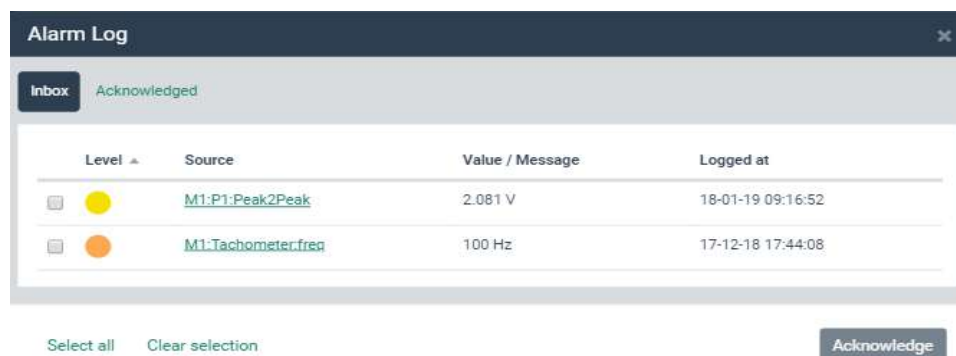 Alarm Log
Inbox Acknowledged
Level Source Value / Message Logged at
M1:P1:Peak2Peak 2.081 V 18-01-19 09:16:52
M1:Tachometer:freq 100 Hz 17-12-18 17:44:08
Select all Clear selection Acknowledge